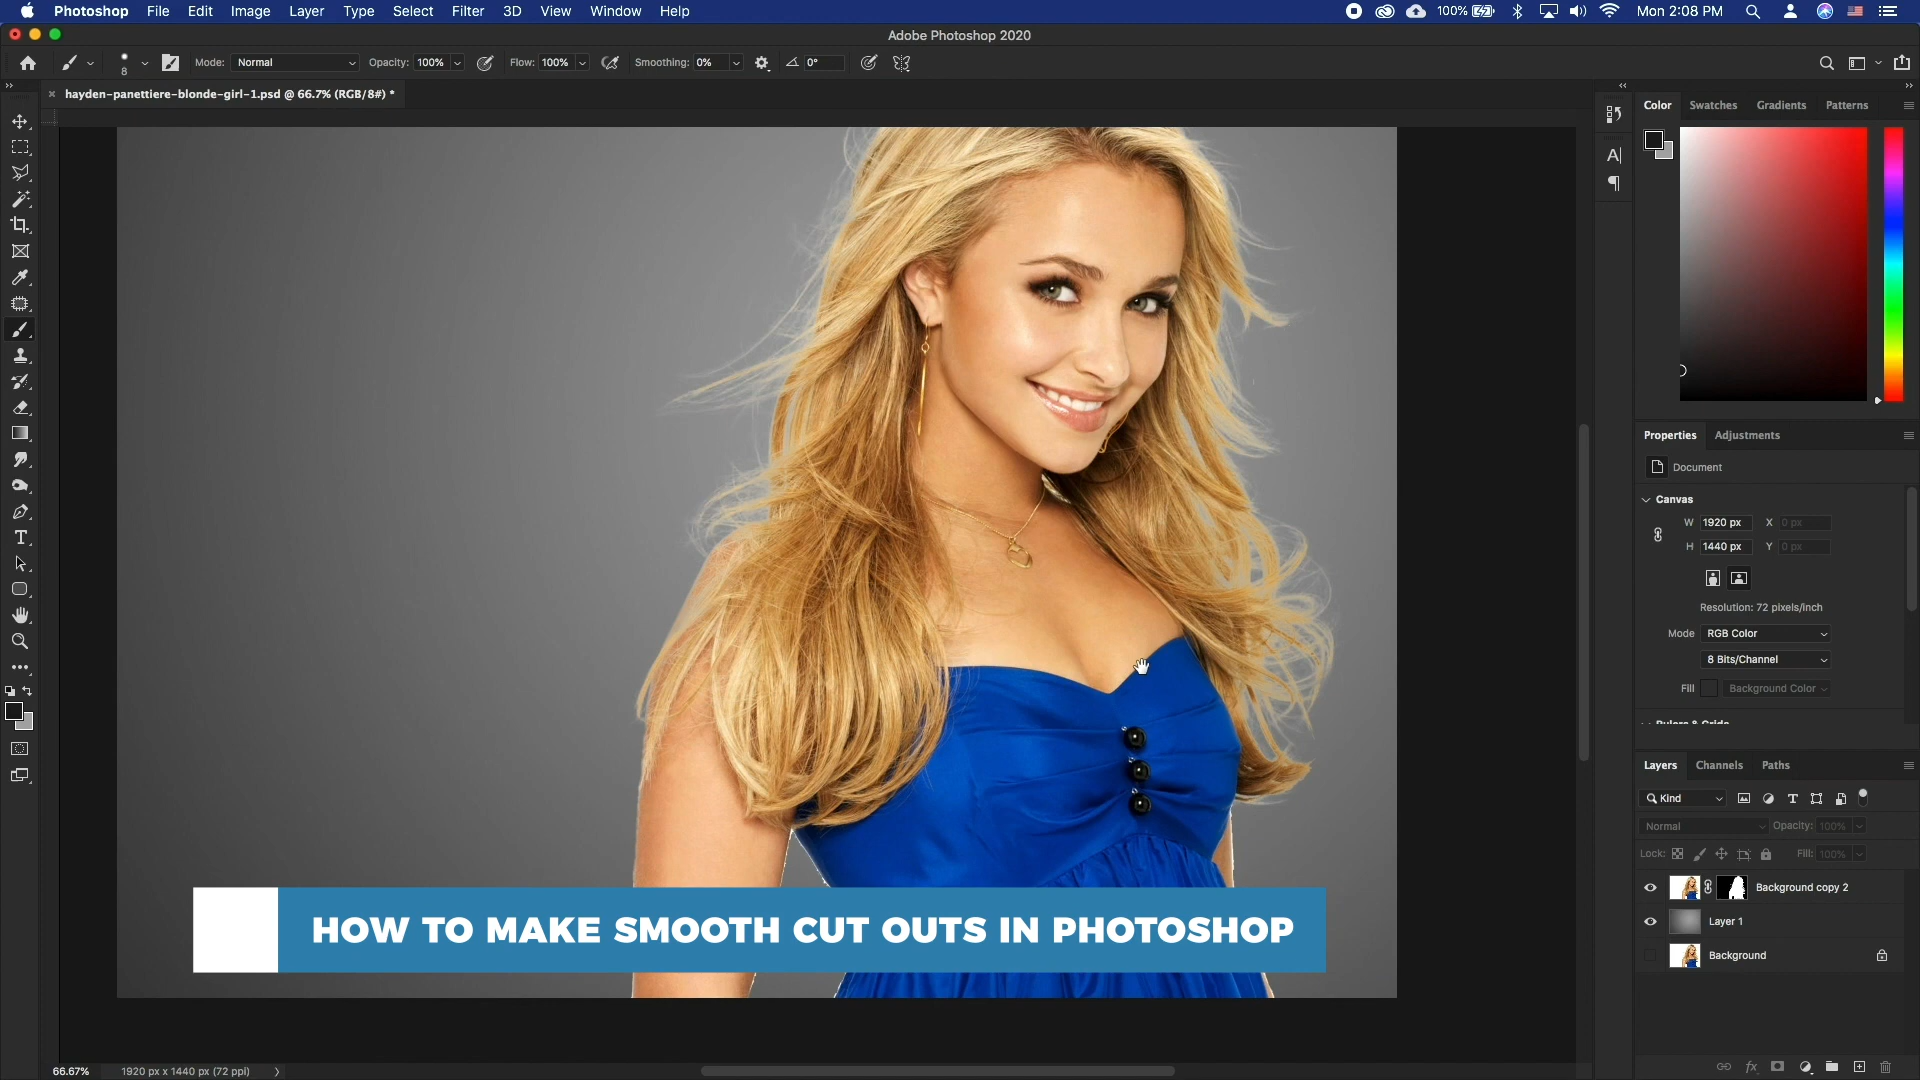 Photoshop File Edit Image Layer Type Select Filter 3D View Window Help 100% Mon 2:08 PM
Adobe Photoshop 2020
8 Mode: Normal Opacity: 100% Flow: 100% Smoothing: 0% 0°
hayden-panettiere-blonde-girl-1.psd @ 66.7% (RGB/8#) *
Color Swatches Gradients Patterns
Properties Adjustments
Document
Canvas
W 1920 px X 0 px
H 1440 px Y 0 px
Resolution: 72 pixels/inch
Mode RGB Color
8 Bits/Channel
Fill Background Color
Rulers & Grids
Layers Channels Paths
Kind
Normal Opacity: 100%
Lock: Fill: 100%
Background copy 2
Layer 1
Background
HOW TO MAKE SMOOTH CUT OUTS IN PHOTOSHOP
66.67% 1920 px x 1440 px (72 ppi)